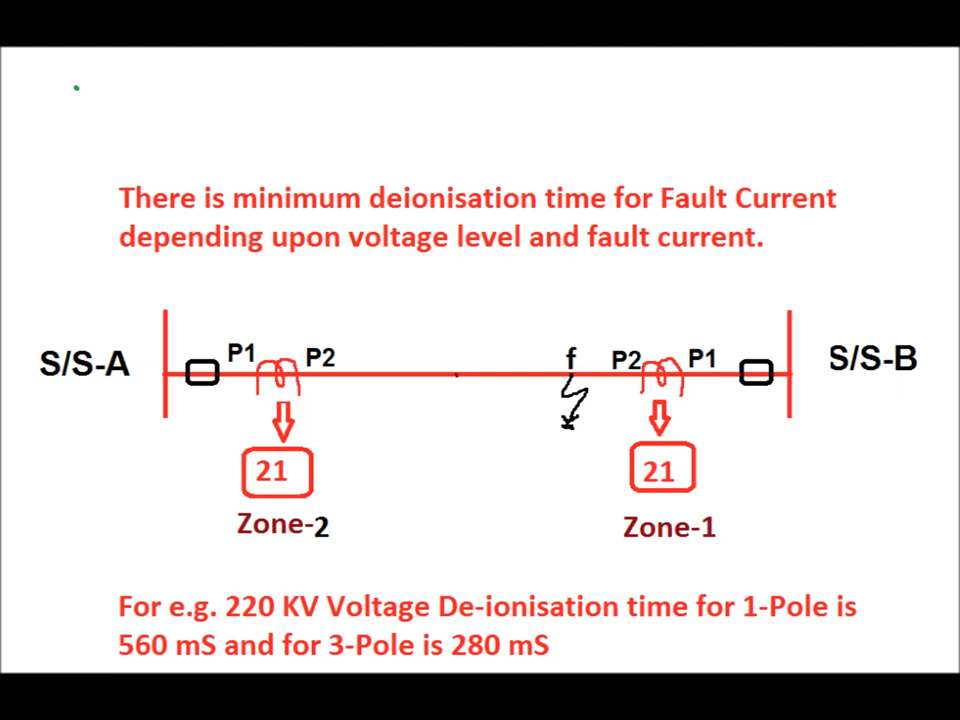 There is minimum deionisation time for Fault Current
depending upon voltage level and fault current.
S/S-A
P1
P2
f
P2
P1
S/S-B
21
21
Zone-2
Zone-1
For e.g. 220 KV Voltage De-ionisation time for 1-Pole is
560 mS and for 3-Pole is 280 mS